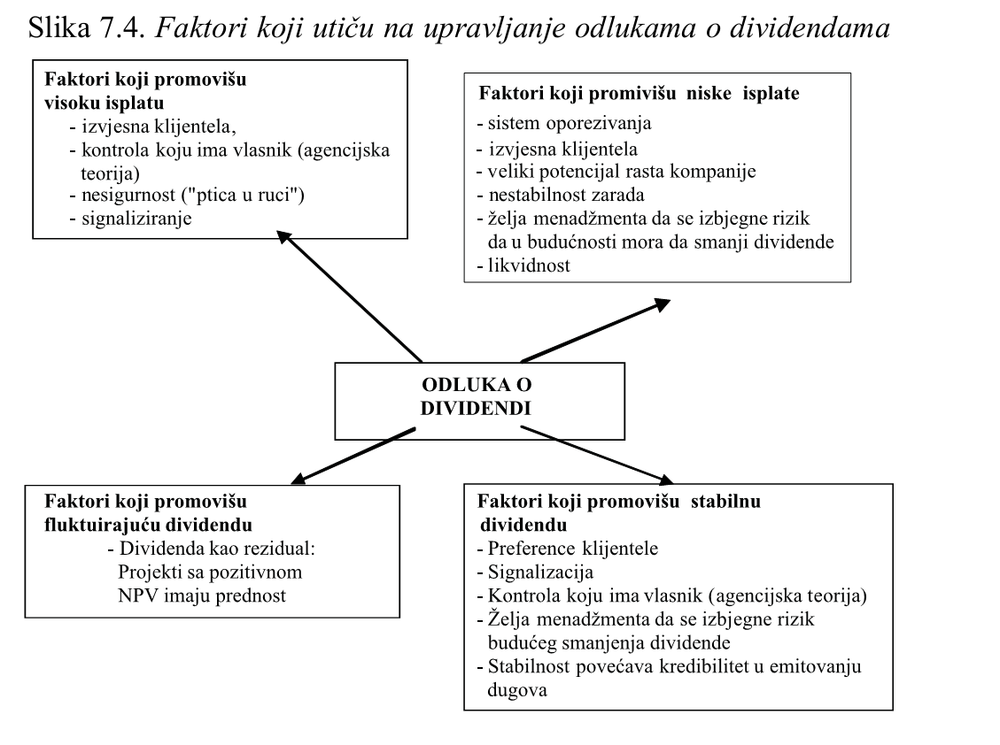 Slika 7.4. Faktori koji utiču na upravljanje odlukama o dividendama
Faktori koji promovišu
visoku isplatu
- izvjesna klijentela,
- kontrola koju ima vlasnik (agencijska
teorija)
- nesigurnost ("ptica u ruci")
- signaliziranje
Faktori koji promivišu niske isplate
- sistem oporezivanja
- izvjesna klijentela
- veliki potencijal rasta kompanije
- nestabilnost zarada
- želja menadžmenta da se izbjegne rizik
da u budućnosti mora da smanji dividende
- likvidnost
ODLUKA O
DIVIDENDI
Faktori koji promovišu
fluktuirajuću dividendu
- Dividenda kao rezidual:
Projekti sa pozitivnom
NPV imaju prednost
Faktori koji promovišu stabilnu
dividendu
- Preference klijentele
- Signalizacija
- Kontrola koju ima vlasnik (agencijska teorija)
- Želja menadžmenta da se izbjegne rizik
budućeg smanjenja dividende
- Stabilnost povećava kredibilitet u emitovanju
dugova